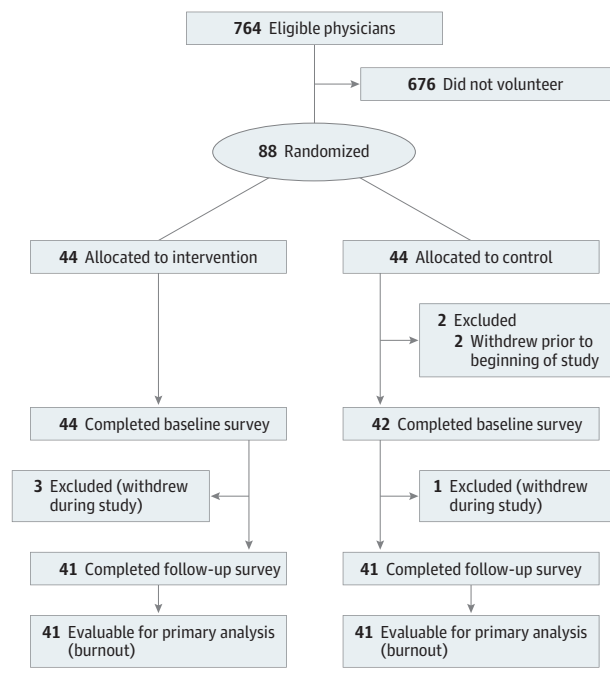 764 Eligible physicians
676 Did not volunteer
88 Randomized
44 Allocated to intervention
44 Allocated to control
2 Excluded
2 Withdrew prior to
beginning of study
44 Completed baseline survey
42 Completed baseline survey
3 Excluded (withdrew
during study)
1 Excluded (withdrew
during study)
41 Completed follow-up survey
41 Completed follow-up survey
41 Evaluable for primary analysis
(burnout)
41 Evaluable for primary analysis
(burnout)